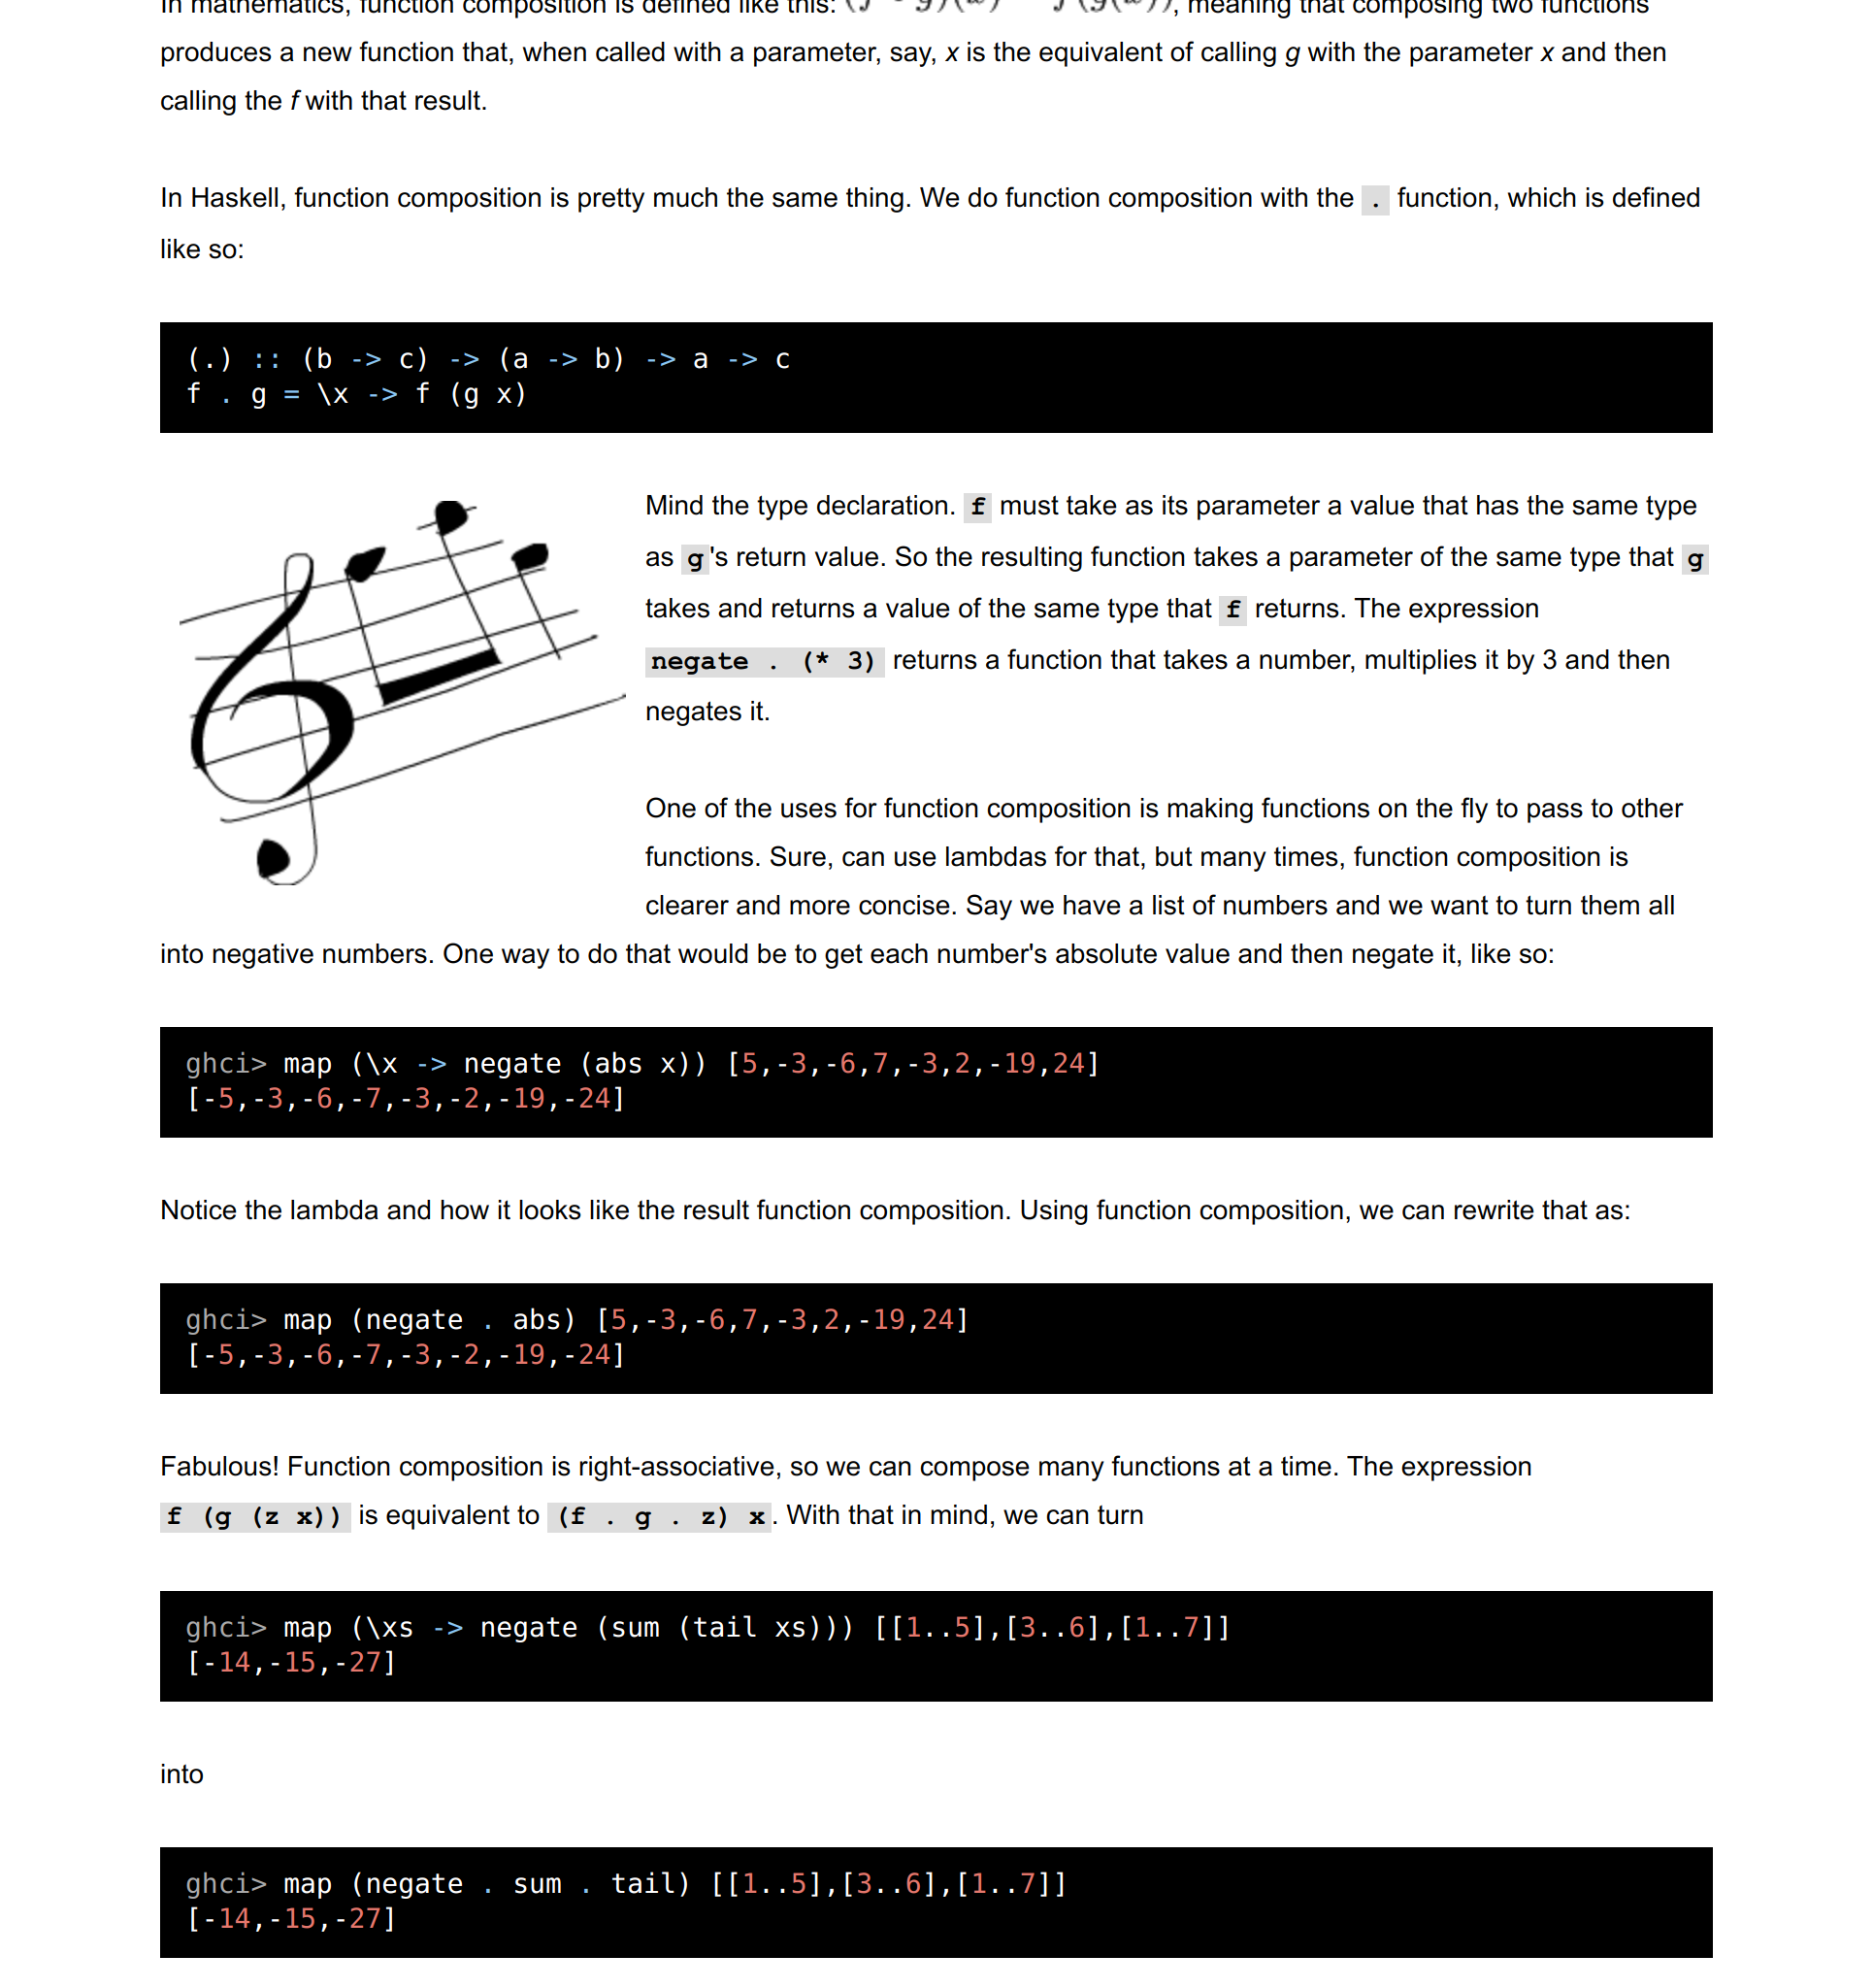 In mathematics, function composition is defined like this: (f ∘ g)(x) = f(g(x)), meaning that composing two functions
produces a new function that, when called with a parameter, say, x is the equivalent of calling g with the parameter x and then
calling the f with that result.
In Haskell, function composition is pretty much the same thing. We do function composition with the . function, which is defined
like so:
(.) :: (b -> c) -> (a -> b) -> a -> c
f . g = \x -> f (g x)
Mind the type declaration. f must take as its parameter a value that has the same type
as g's return value. So the resulting function takes a parameter of the same type that g
takes and returns a value of the same type that f returns. The expression
negate . (* 3) returns a function that takes a number, multiplies it by 3 and then
negates it.
One of the uses for function composition is making functions on the fly to pass to other
functions. Sure, can use lambdas for that, but many times, function composition is
clearer and more concise. Say we have a list of numbers and we want to turn them all
into negative numbers. One way to do that would be to get each number's absolute value and then negate it, like so:
ghci> map (\x -> negate (abs x)) [5,-3,-6,7,-3,2,-19,24]
[-5,-3,-6,-7,-3,-2,-19,-24]
Notice the lambda and how it looks like the result function composition. Using function composition, we can rewrite that as:
ghci> map (negate . abs) [5,-3,-6,7,-3,2,-19,24]
[-5,-3,-6,-7,-3,-2,-19,-24]
Fabulous! Function composition is right-associative, so we can compose many functions at a time. The expression
f (g (z x)) is equivalent to (f . g . z) x. With that in mind, we can turn
ghci> map (\xs -> negate (sum (tail xs))) [[1..5],[3..6],[1..7]]
[-14,-15,-27]
into
ghci> map (negate . sum . tail) [[1..5],[3..6],[1..7]]
[-14,-15,-27]